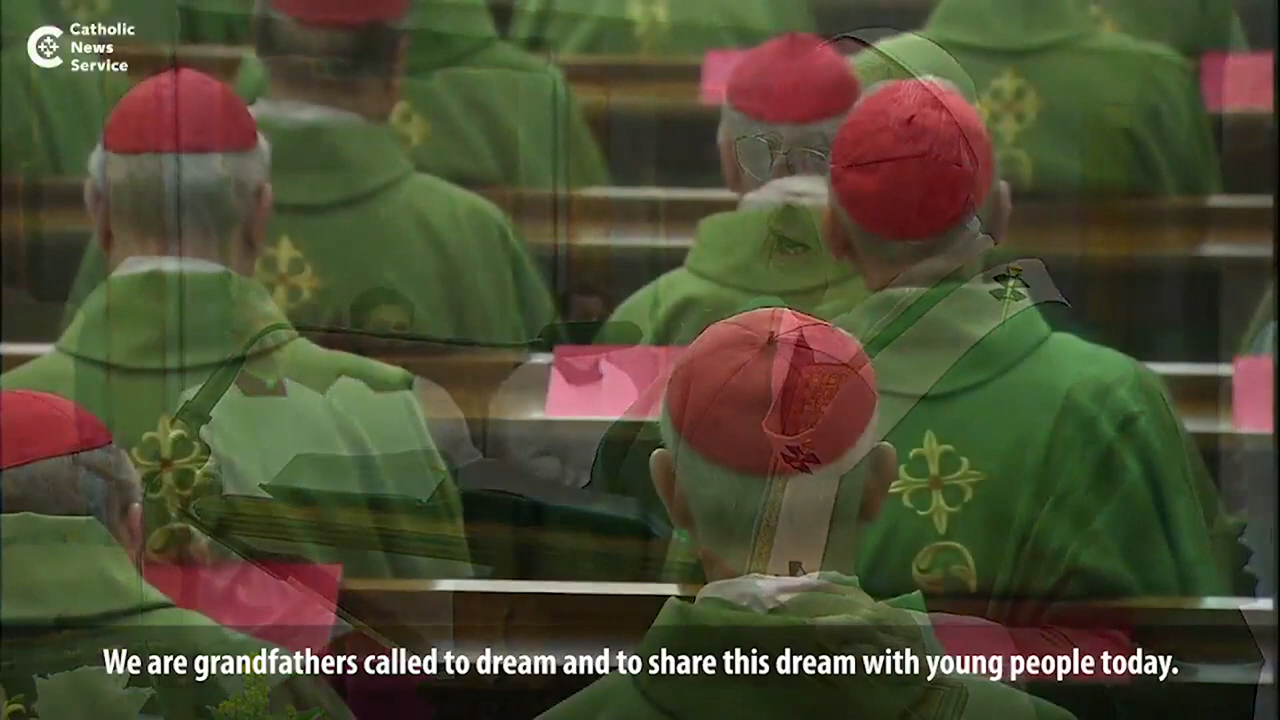 Catholic
News
Service
We are grandfathers called to dream and to share this dream with young people today.